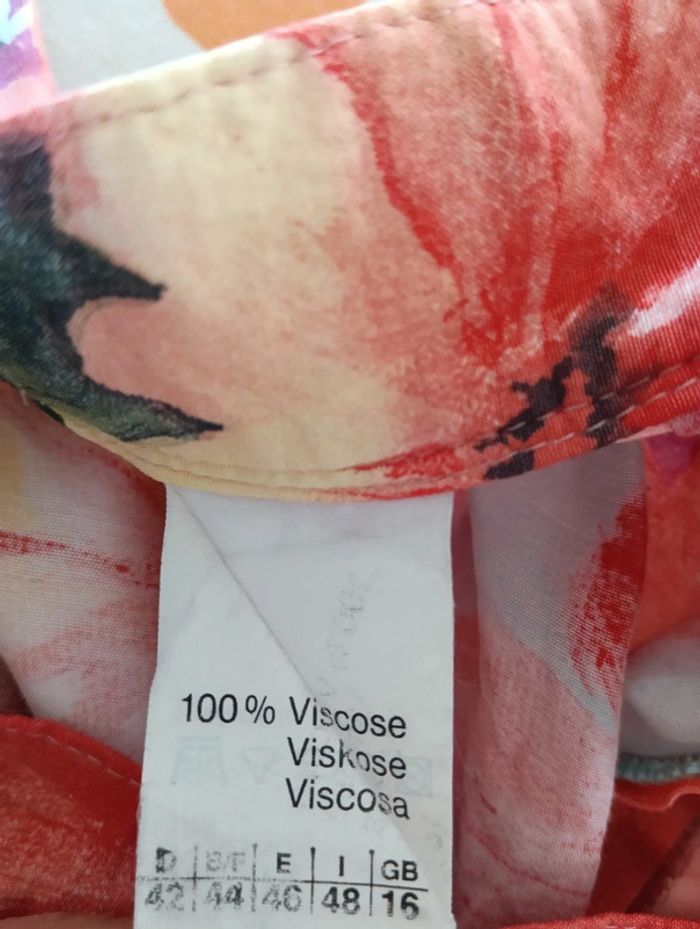 100% Viscose
Viskose
Viscosa
D B/F E I GB
42 44 46 48 16